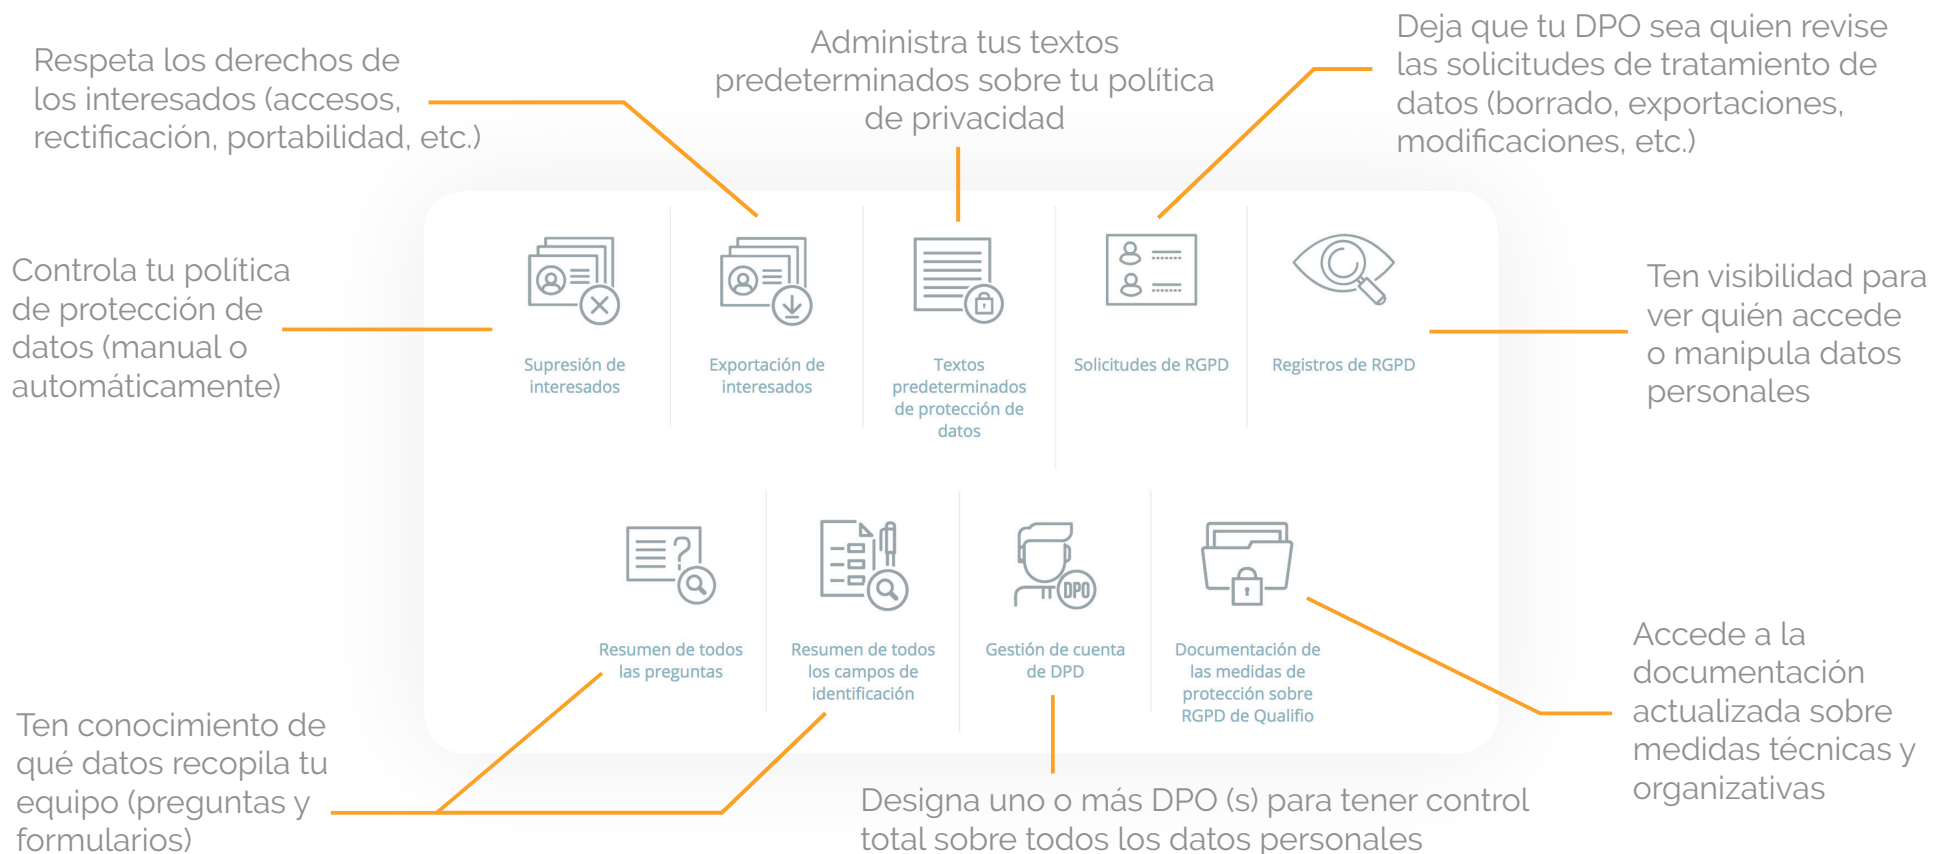 Respeta los derechos de
los interesados (accesos,
rectificación, portabilidad, etc.)
Administra tus textos
predeterminados sobre tu política
de privacidad
Deja que tu DPO sea quien revise
las solicitudes de tratamiento de
datos (borrado, exportaciones,
modificaciones, etc.)
Controla tu política
de protección de
datos (manual o
automáticamente)
Supresión de
interesados
Exportación de
interesados
Textos
predeterminados
de protección de
datos
Solicitudes de RGPD
Registros de RGPD
Ten visibilidad para
ver quién accede
o manipula datos
personales
?
DPO
Resumen de todos
las preguntas
Resumen de todos
los campos de
identificación
Gestión de cuenta
de DPD
Documentación de
las medidas de
protección sobre
RGPD de Qualifio
Ten conocimiento de
qué datos recopila tu
equipo (preguntas y
formularios)
Designa uno o más DPO (s) para tener control
total sobre todos los datos personales
Accede a la
documentación
actualizada sobre
medidas técnicas y
organizativas